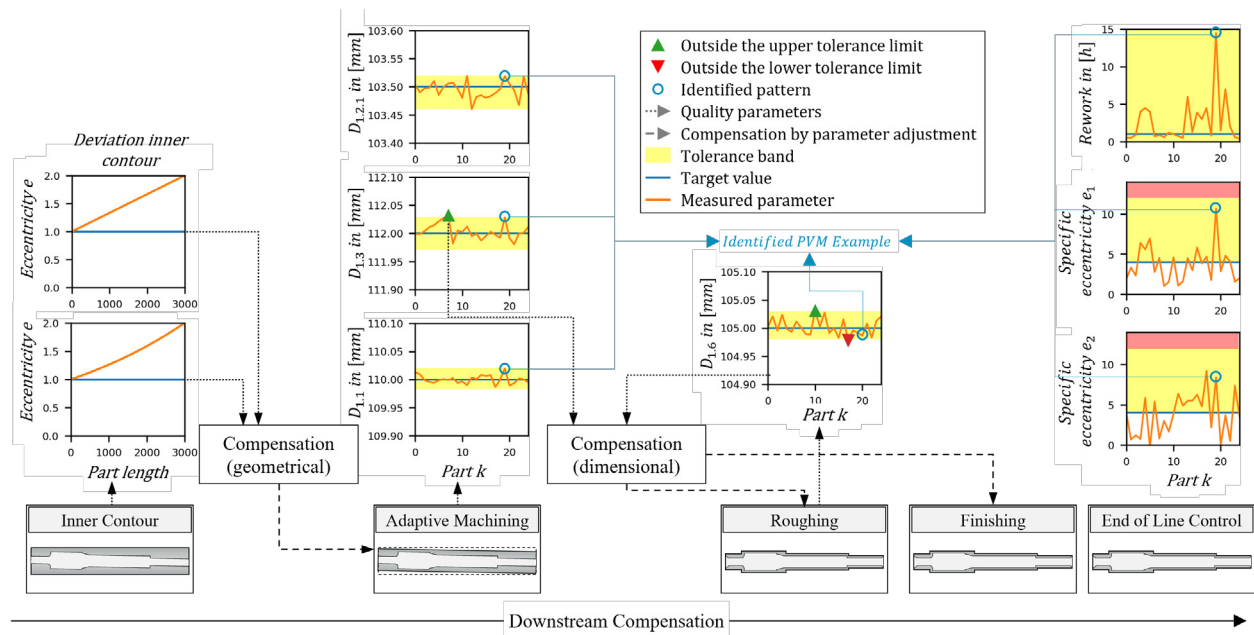 Deviation inner
contour
Eccentricity e
2.0
1.5
1.0
0.5
0.0
0 1000 2000 3000
Eccentricity e
2.0
1.5
1.0
0.5
0.0
0 1000 2000 3000
Part length
D1.2.1 in [mm]
103.60
103.55
103.50
103.45
103.40
0 10 20
D1.3 in [mm]
112.10
112.05
112.00
111.95
111.90
0 10 20
D1.1 in [mm]
110.10
110.05
110.00
109.95
109.90
0 10 20
Part k
Outside the upper tolerance limit
Outside the lower tolerance limit
Identified pattern
Quality parameters
Compensation by parameter adjustment
Tolerance band
Target value
Measured parameter
Identified PVM Example
D1.6 in [mm]
105.10
105.05
105.00
104.95
104.90
0 10 20
Part k
Rework in [h]
15
10
5
0
0 10 20
Specific
eccentricity e1
10
5
0
0 10 20
Specific
eccentricity e2
10
5
0
0 10 20
Part k
Compensation
(geometrical)
Compensation
(dimensional)
Inner Contour
Adaptive Machining
Roughing
Finishing
End of Line Control
Downstream Compensation